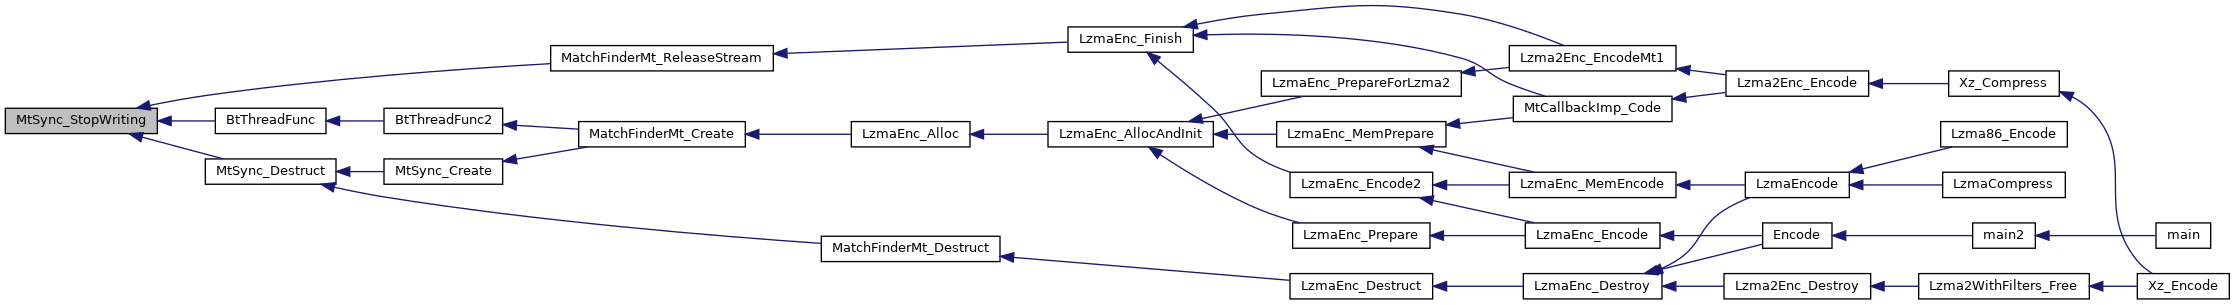 MtSync_StopWriting
MatchFinderMt_ReleaseStream
BtThreadFunc
BtThreadFunc2
MtSync_Destruct
MtSync_Create
MatchFinderMt_Create
LzmaEnc_Alloc
MatchFinderMt_Destruct
LzmaEnc_Finish
LzmaEnc_AllocAndInit
LzmaEnc_PrepareForLzma2
LzmaEnc_MemPrepare
LzmaEnc_Encode2
LzmaEnc_Prepare
LzmaEnc_Destruct
Lzma2Enc_EncodeMt1
MtCallbackImp_Code
LzmaEnc_MemEncode
LzmaEnc_Encode
LzmaEnc_Destroy
Lzma2Enc_Encode
LzmaEncode
Encode
Lzma2Enc_Destroy
Xz_Compress
Lzma86_Encode
LzmaCompress
main2
Lzma2WithFilters_Free
main
Xz_Encode